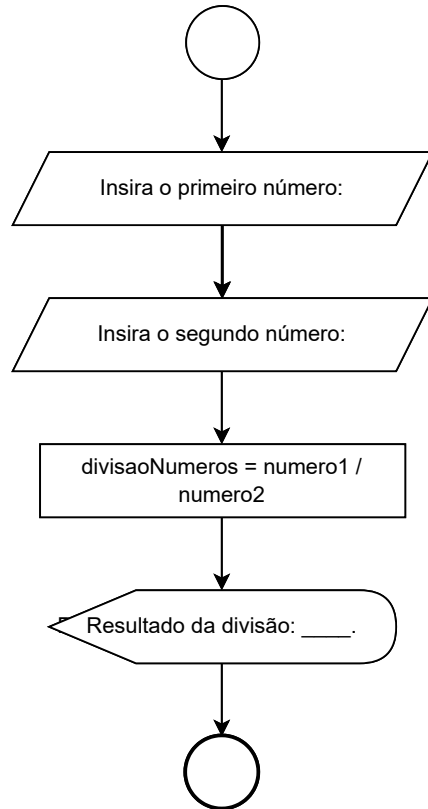 Insira o primeiro número:
Insira o segundo número:
divisaoNumeros = numero1 /
numero2
Resultado da divisão: ____.